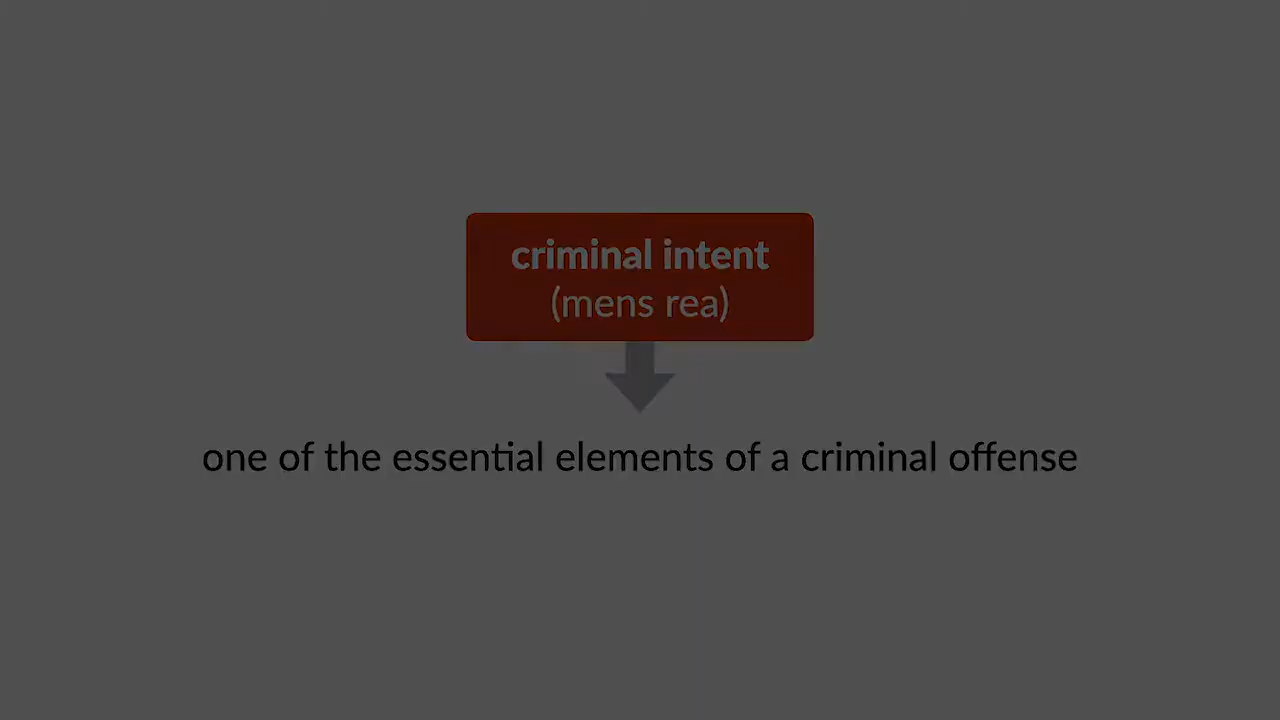 criminal intent
(mens rea)
one of the essential elements of a criminal offense